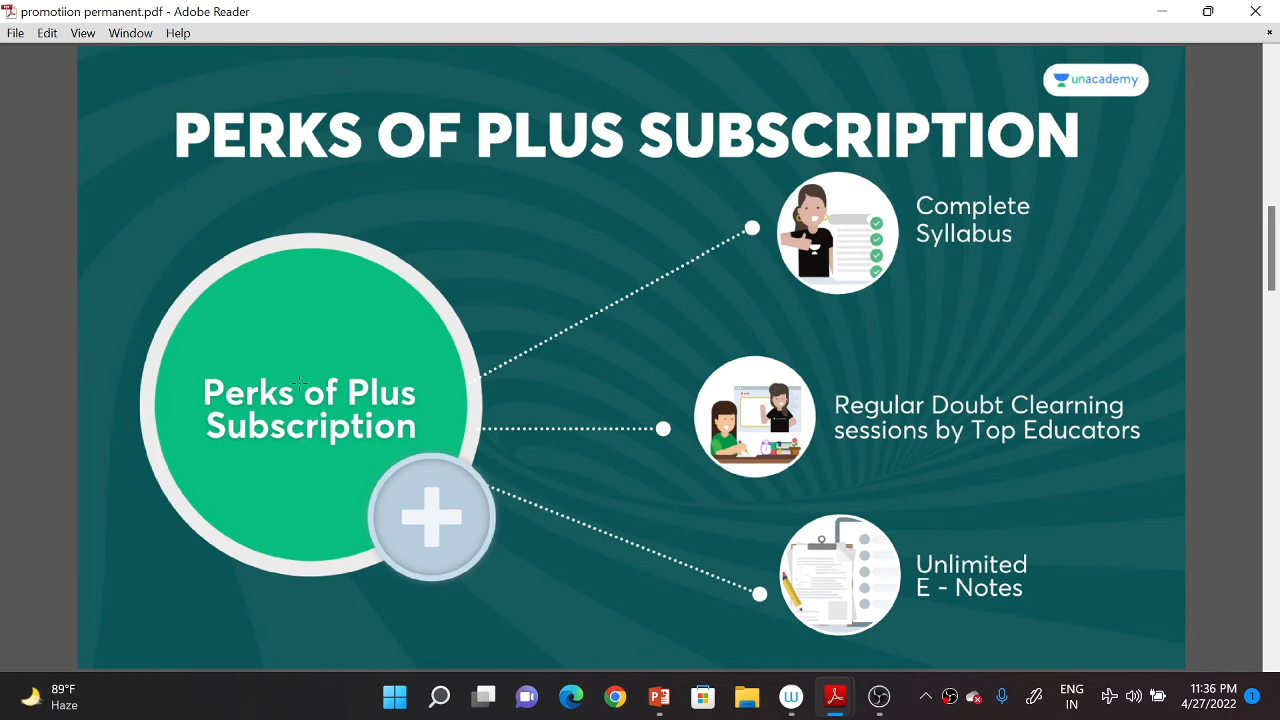 promotiion permanent.pdf - Adobe Reader
File Edit View Window Help
unacademy
PERKS OF PLUS SUBSCRIPTION
Complete
Syllabus
Perks of Plus
Subscription
Regular Doubt Clearning
sessions by Top Educators
Unlimited
E - Notes
89°F
Haze
ENG
IN
11:36 PM
4/27/2022
1